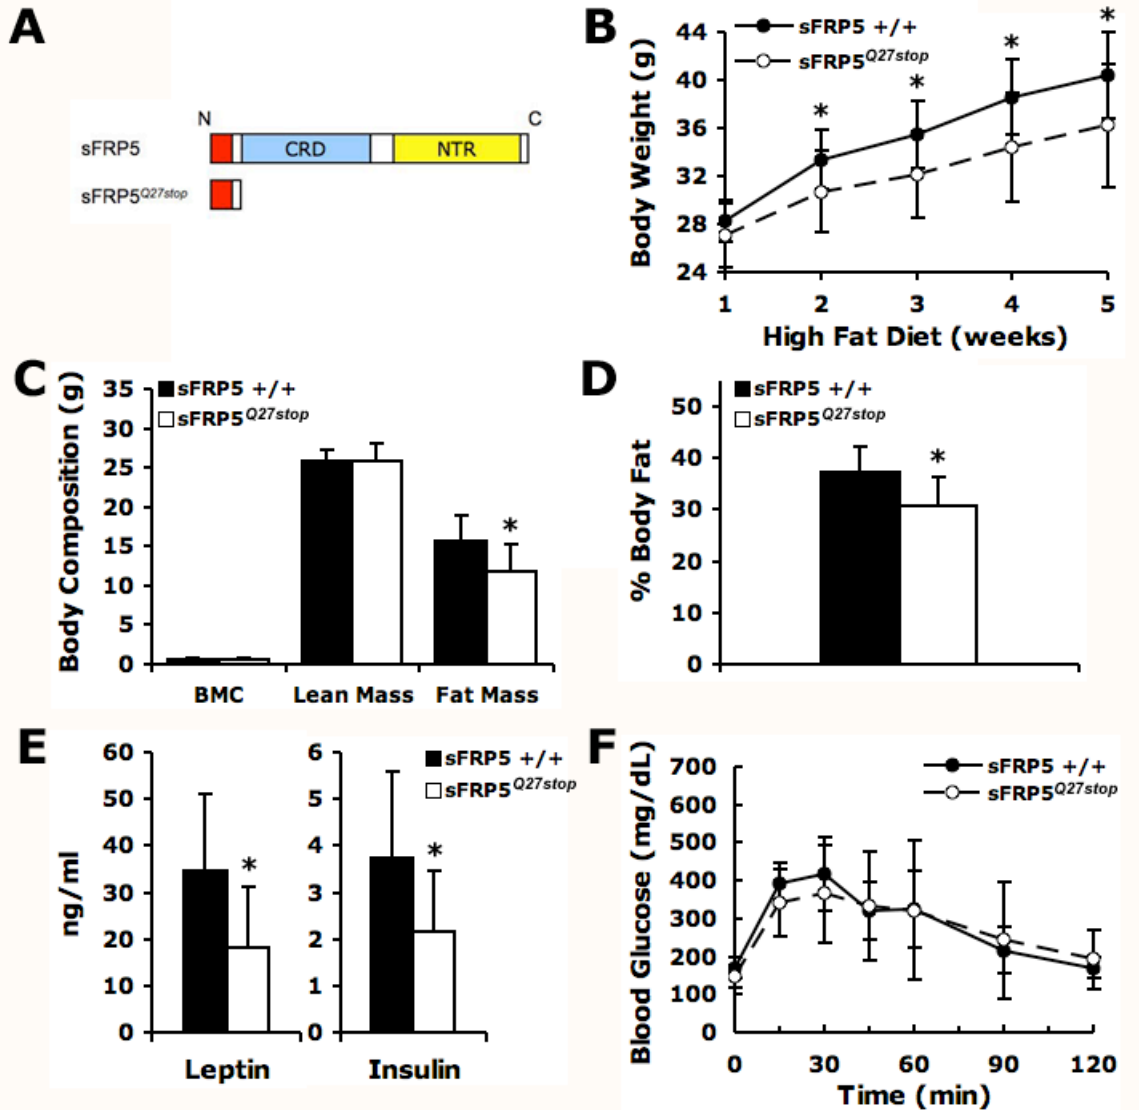 A
N C
sFRP5 CRD NTR
sFRP5Q27stop
B
sFRP5 +/+
sFRP5Q27stop
Body Weight (g)
44
40
36
32
28
24
* * * *
1 2 3 4 5
High Fat Diet (weeks)
C
sFRP5 +/+
sFRP5Q27stop
Body Composition (g)
35
30
25
20
15
10
5
0
*
BMC Lean Mass Fat Mass
D
sFRP5 +/+
sFRP5Q27stop
% Body Fat
50
40
30
20
10
0
*
E
ng/ml
60
50
40
30
20
10
0
*
Leptin
6
5
4
3
2
1
0
sFRP5 +/+
sFRP5Q27stop
*
Insulin
F
sFRP5 +/+
sFRP5Q27stop
Blood Glucose (mg/dL)
700
600
500
400
300
200
100
0
0 30 60 90 120
Time (min)